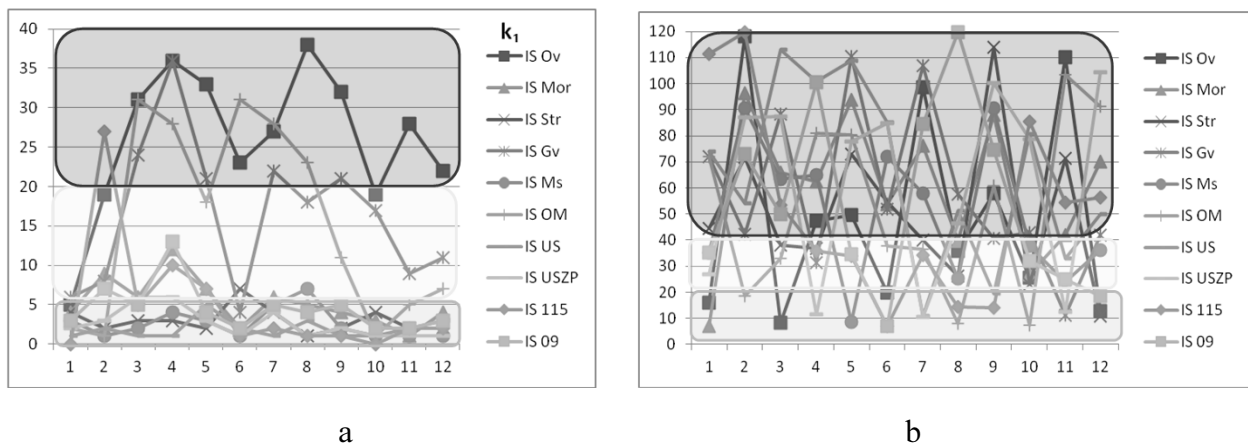 40
35
30
25
20
15
10
5
0
1 2 3 4 5 6 7 8 9 10 11 12
k1
IS Ov
IS Mor
IS Str
IS Gv
IS Ms
IS OM
IS US
IS USZP
IS 115
IS 09
a
120
110
100
90
80
70
60
50
40
30
20
10
0
1 2 3 4 5 6 7 8 9 10 11 12
IS Ov
IS Mor
IS Str
IS Gv
IS Ms
IS OM
IS US
IS USZP
IS 115
IS 09
b